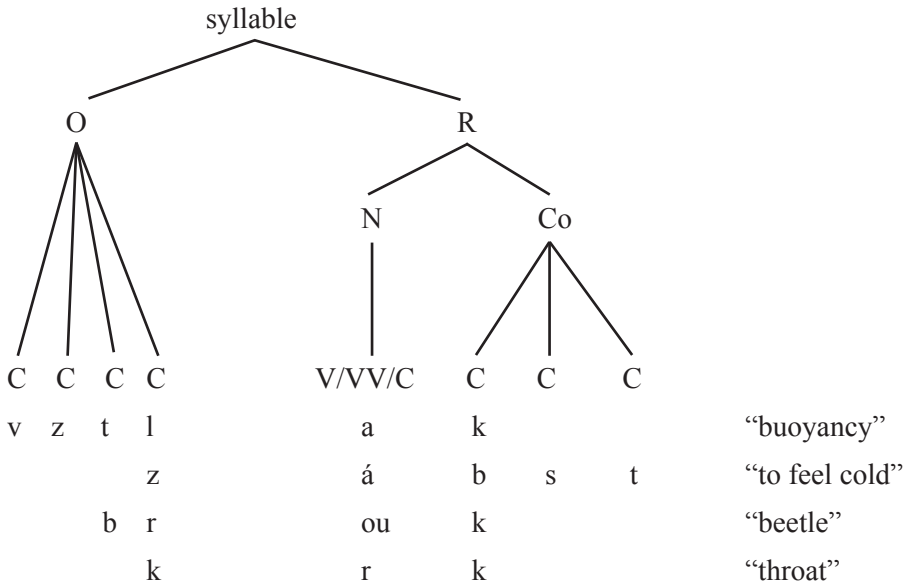 syllable
O R
N Co
C C C C V/VV/C C C C
v z t l a k “buoyancy”
z á b s t “to feel cold”
b r ou k “beetle”
k r k “throat”